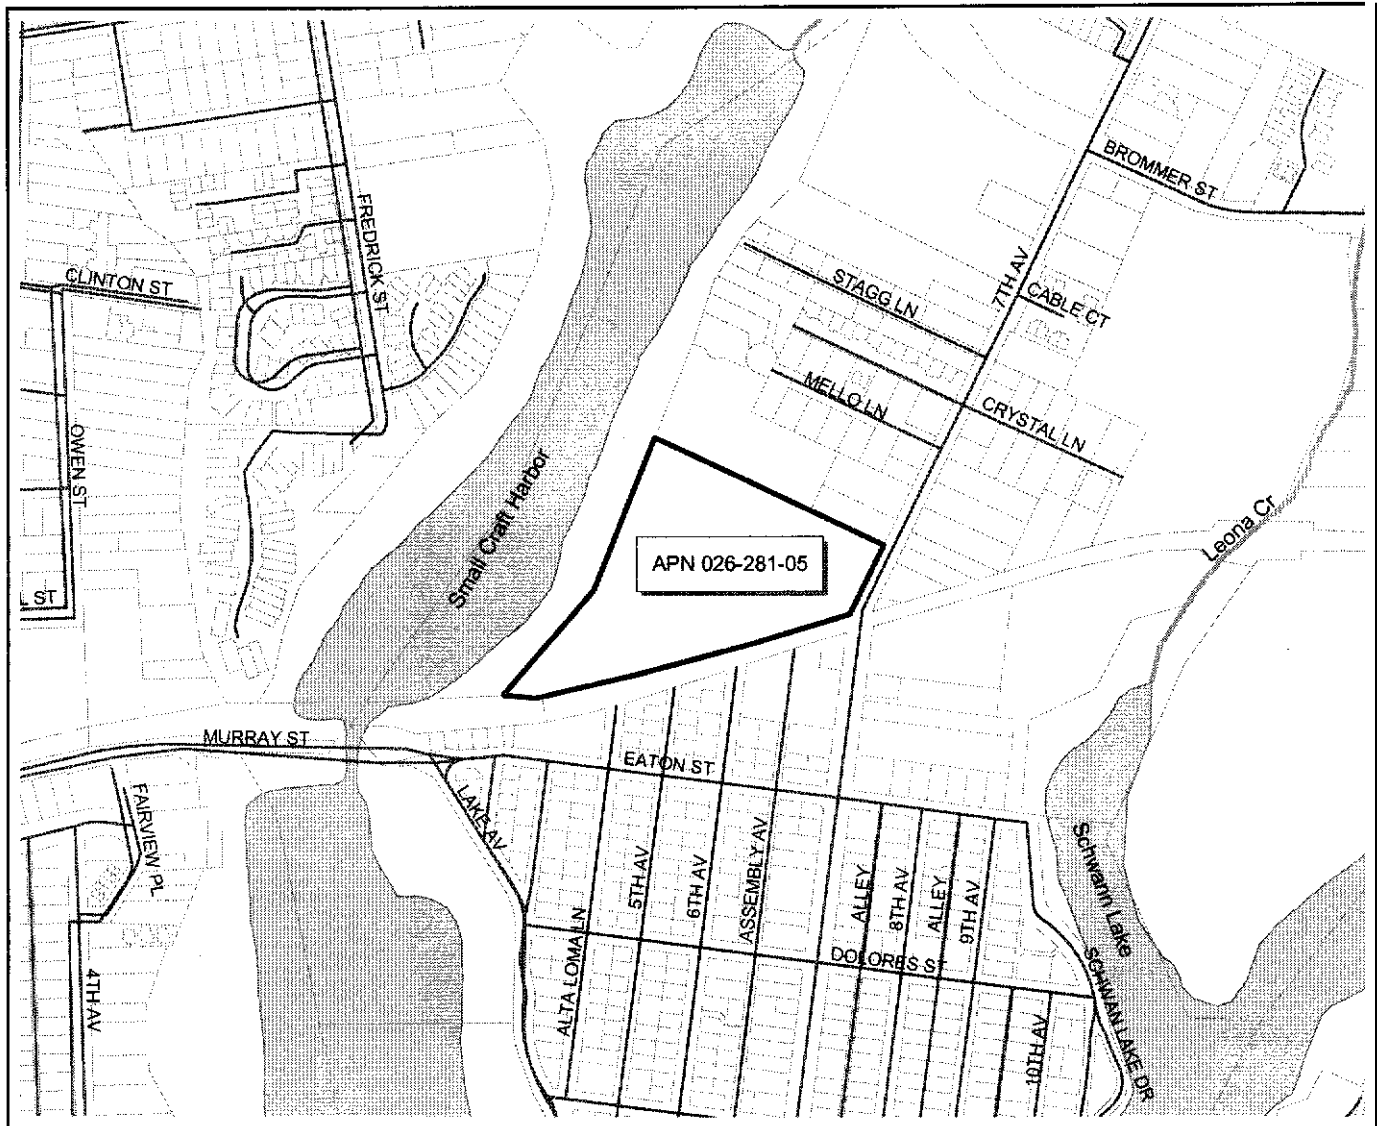 BROMMER ST
FREDRICK ST
7TH AV
CLINTON ST
STAGG LN
CABLE CT
MELLO LN
CRYSTAL LN
OWEN ST
Small Craft Harbor
Leona Cr
APN 026-281-05
ST
MURRAY ST
EATON ST
FAIRVIEW PL
LAKE AV
5TH AV
6TH AV
ASSEMBLY AV
ALLEY
8TH AV
ALLEY
9TH AV
Schwann Lake
ALTA LOMA LN
DOLORES ST
SCHWAN LAKE DR
4TH AV
10TH AV